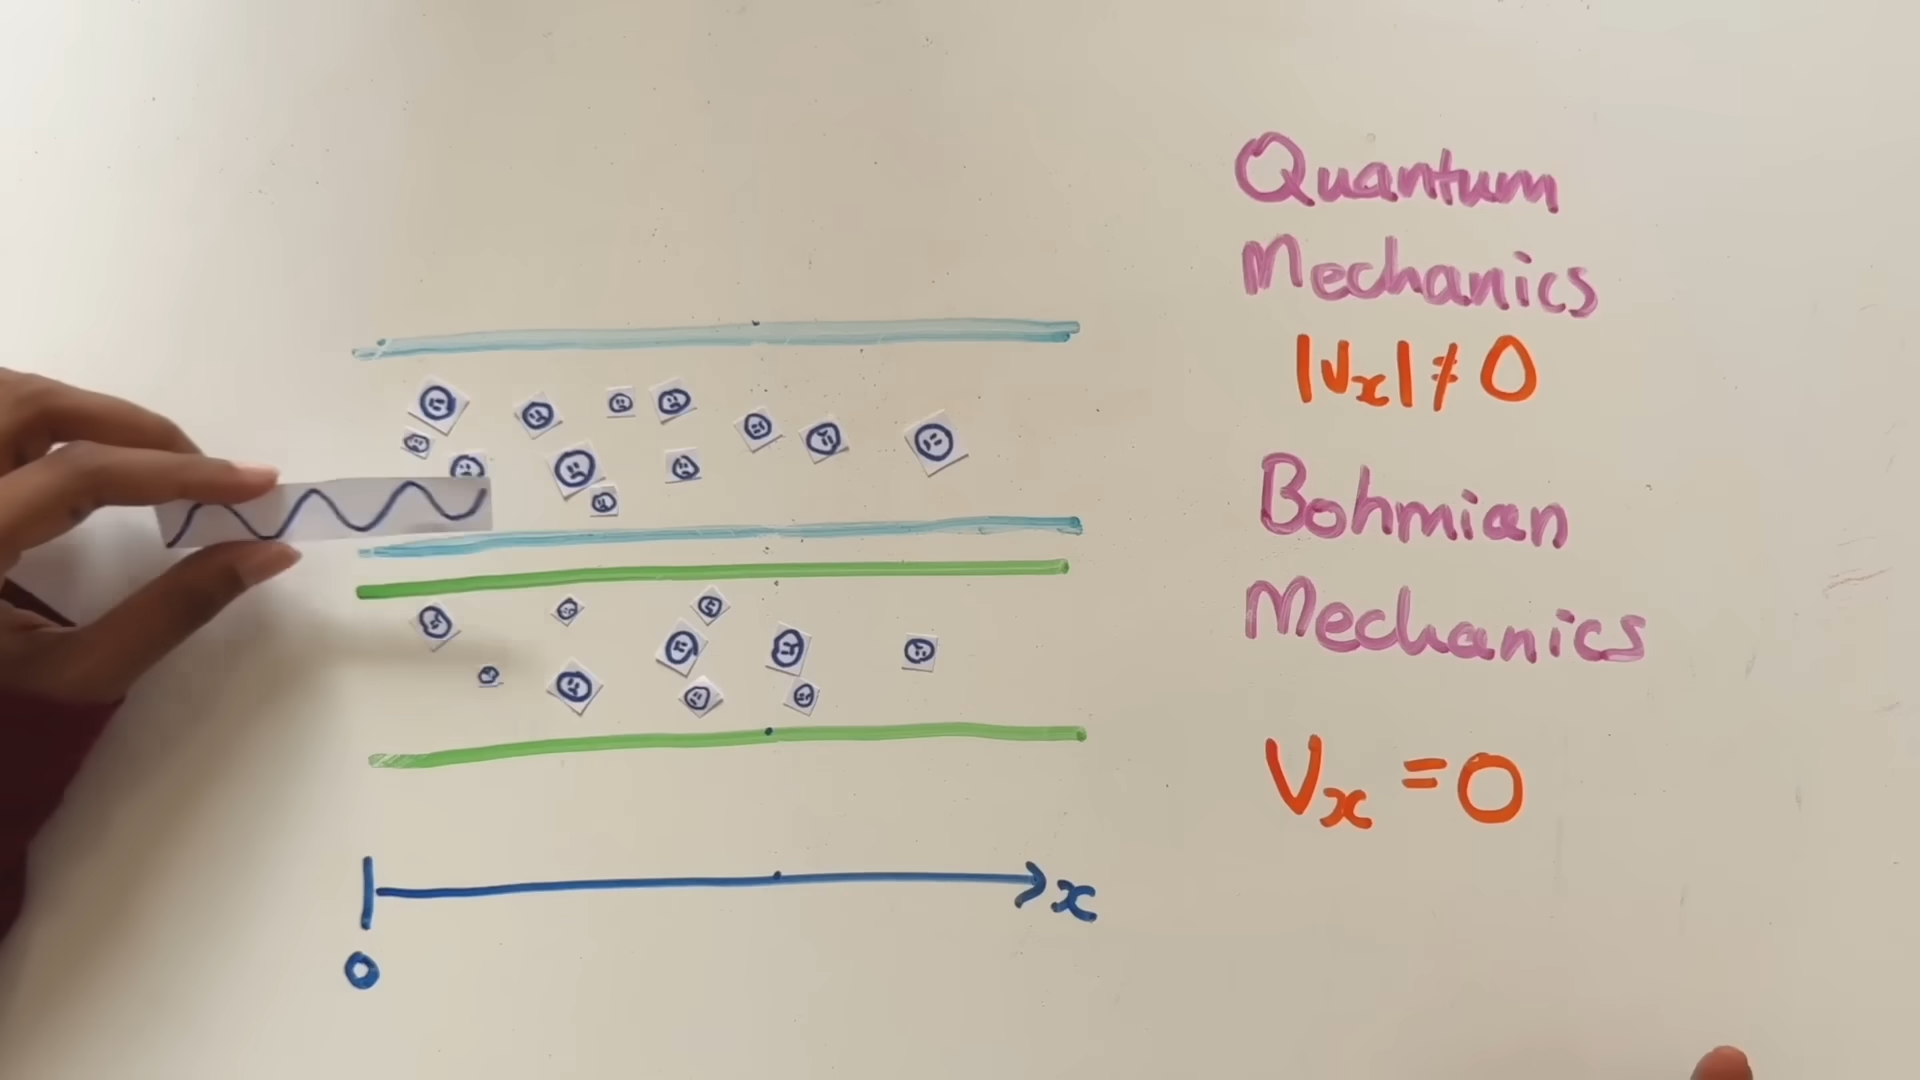 Quantum
Mechanics
|Vx| ≠ 0
Bohmian
Mechanics
Vx = 0
x
0